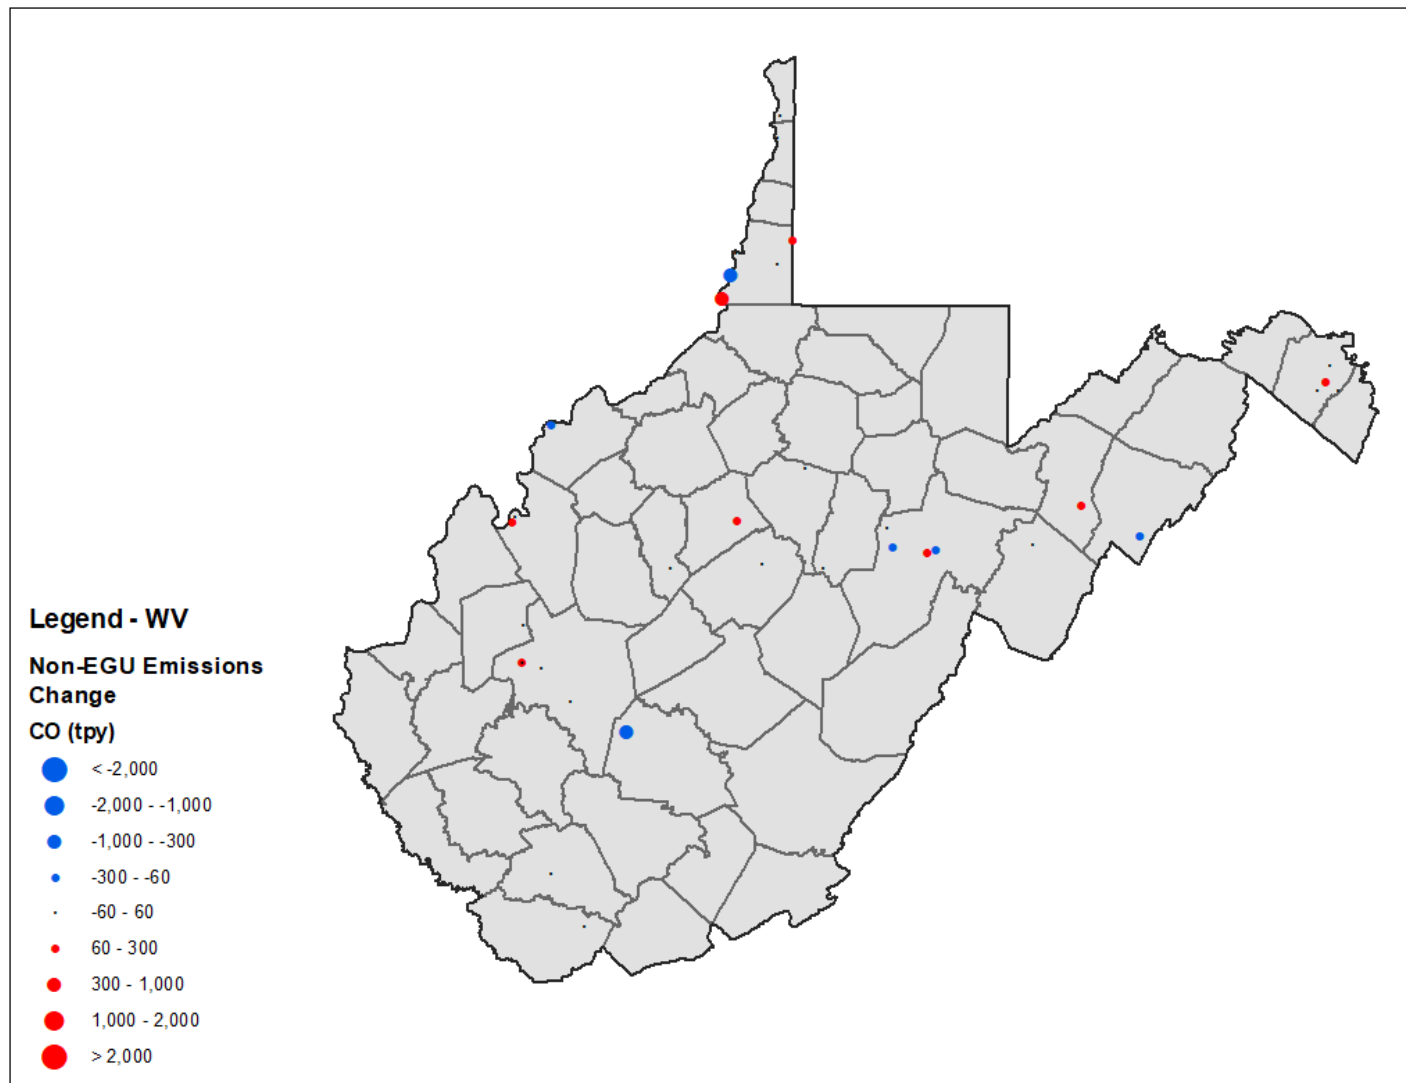 Legend - WV
Non-EGU Emissions
Change
CO (tpy)
< -2,000
-2,000 - -1,000
-1,000 - -300
-300 - -60
-60 - 60
60 - 300
300 - 1,000
1,000 - 2,000
> 2,000